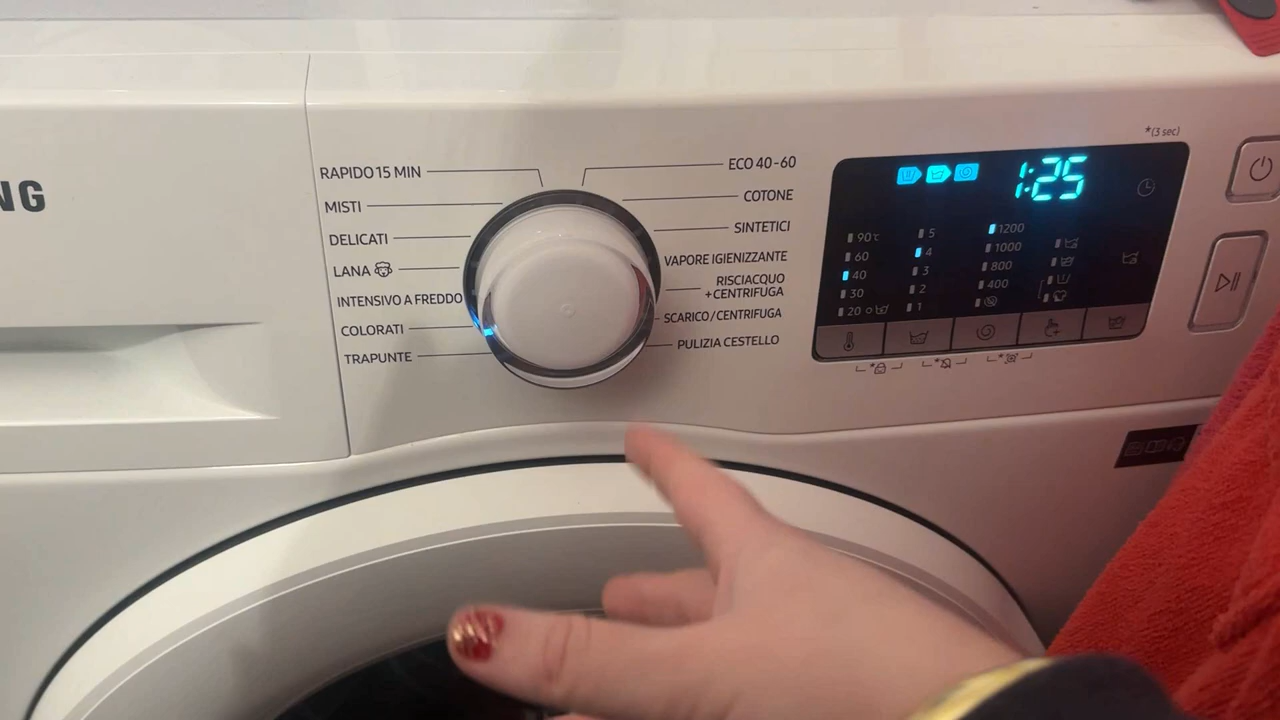 NG
RAPIDO 15 MIN
MISTI
DELICATI
LANA
INTENSIVO A FREDDO
COLORATI
TRAPUNTE
ECO 40-60
COTONE
SINTETICI
VAPORE IGIENIZZANTE
RISCIACQUO
+CENTRIFUGA
SCARICO/CENTRIFUGA
PULIZIA CESTELLO
*(3 sec)
1:25
90℃
60
40
30
20
5
4
3
2
1
1200
1000
800
400